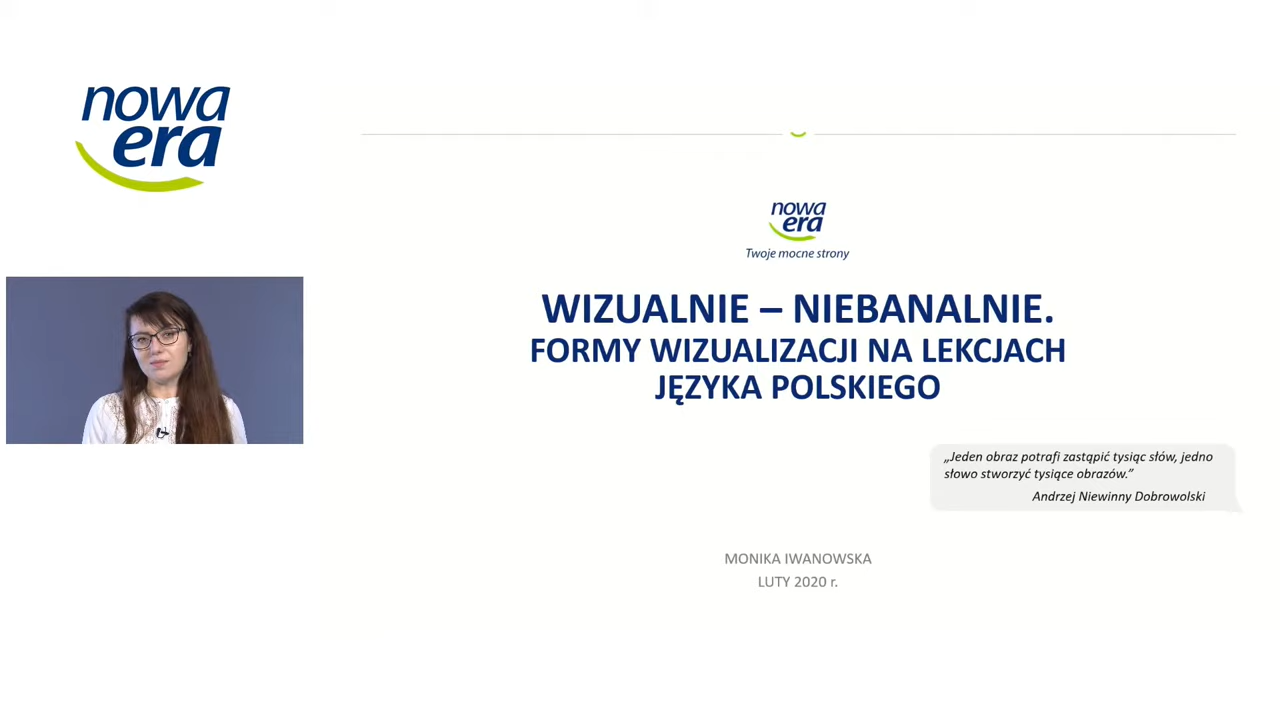 nowa
era
nowa
era
Twoje mocne strony
WIZUALNIE – NIEBANALNIE.
FORMY WIZUALIZACJI NA LEKCJACH
JĘZYKA POLSKIEGO
„Jeden obraz potrafi zastąpić tysiąc słów, jedno
słowo stworzyć tysiące obrazów.”
Andrzej Niewinny Dobrowolski
MONIKA IWANOWSKA
LUTY 2020 r.